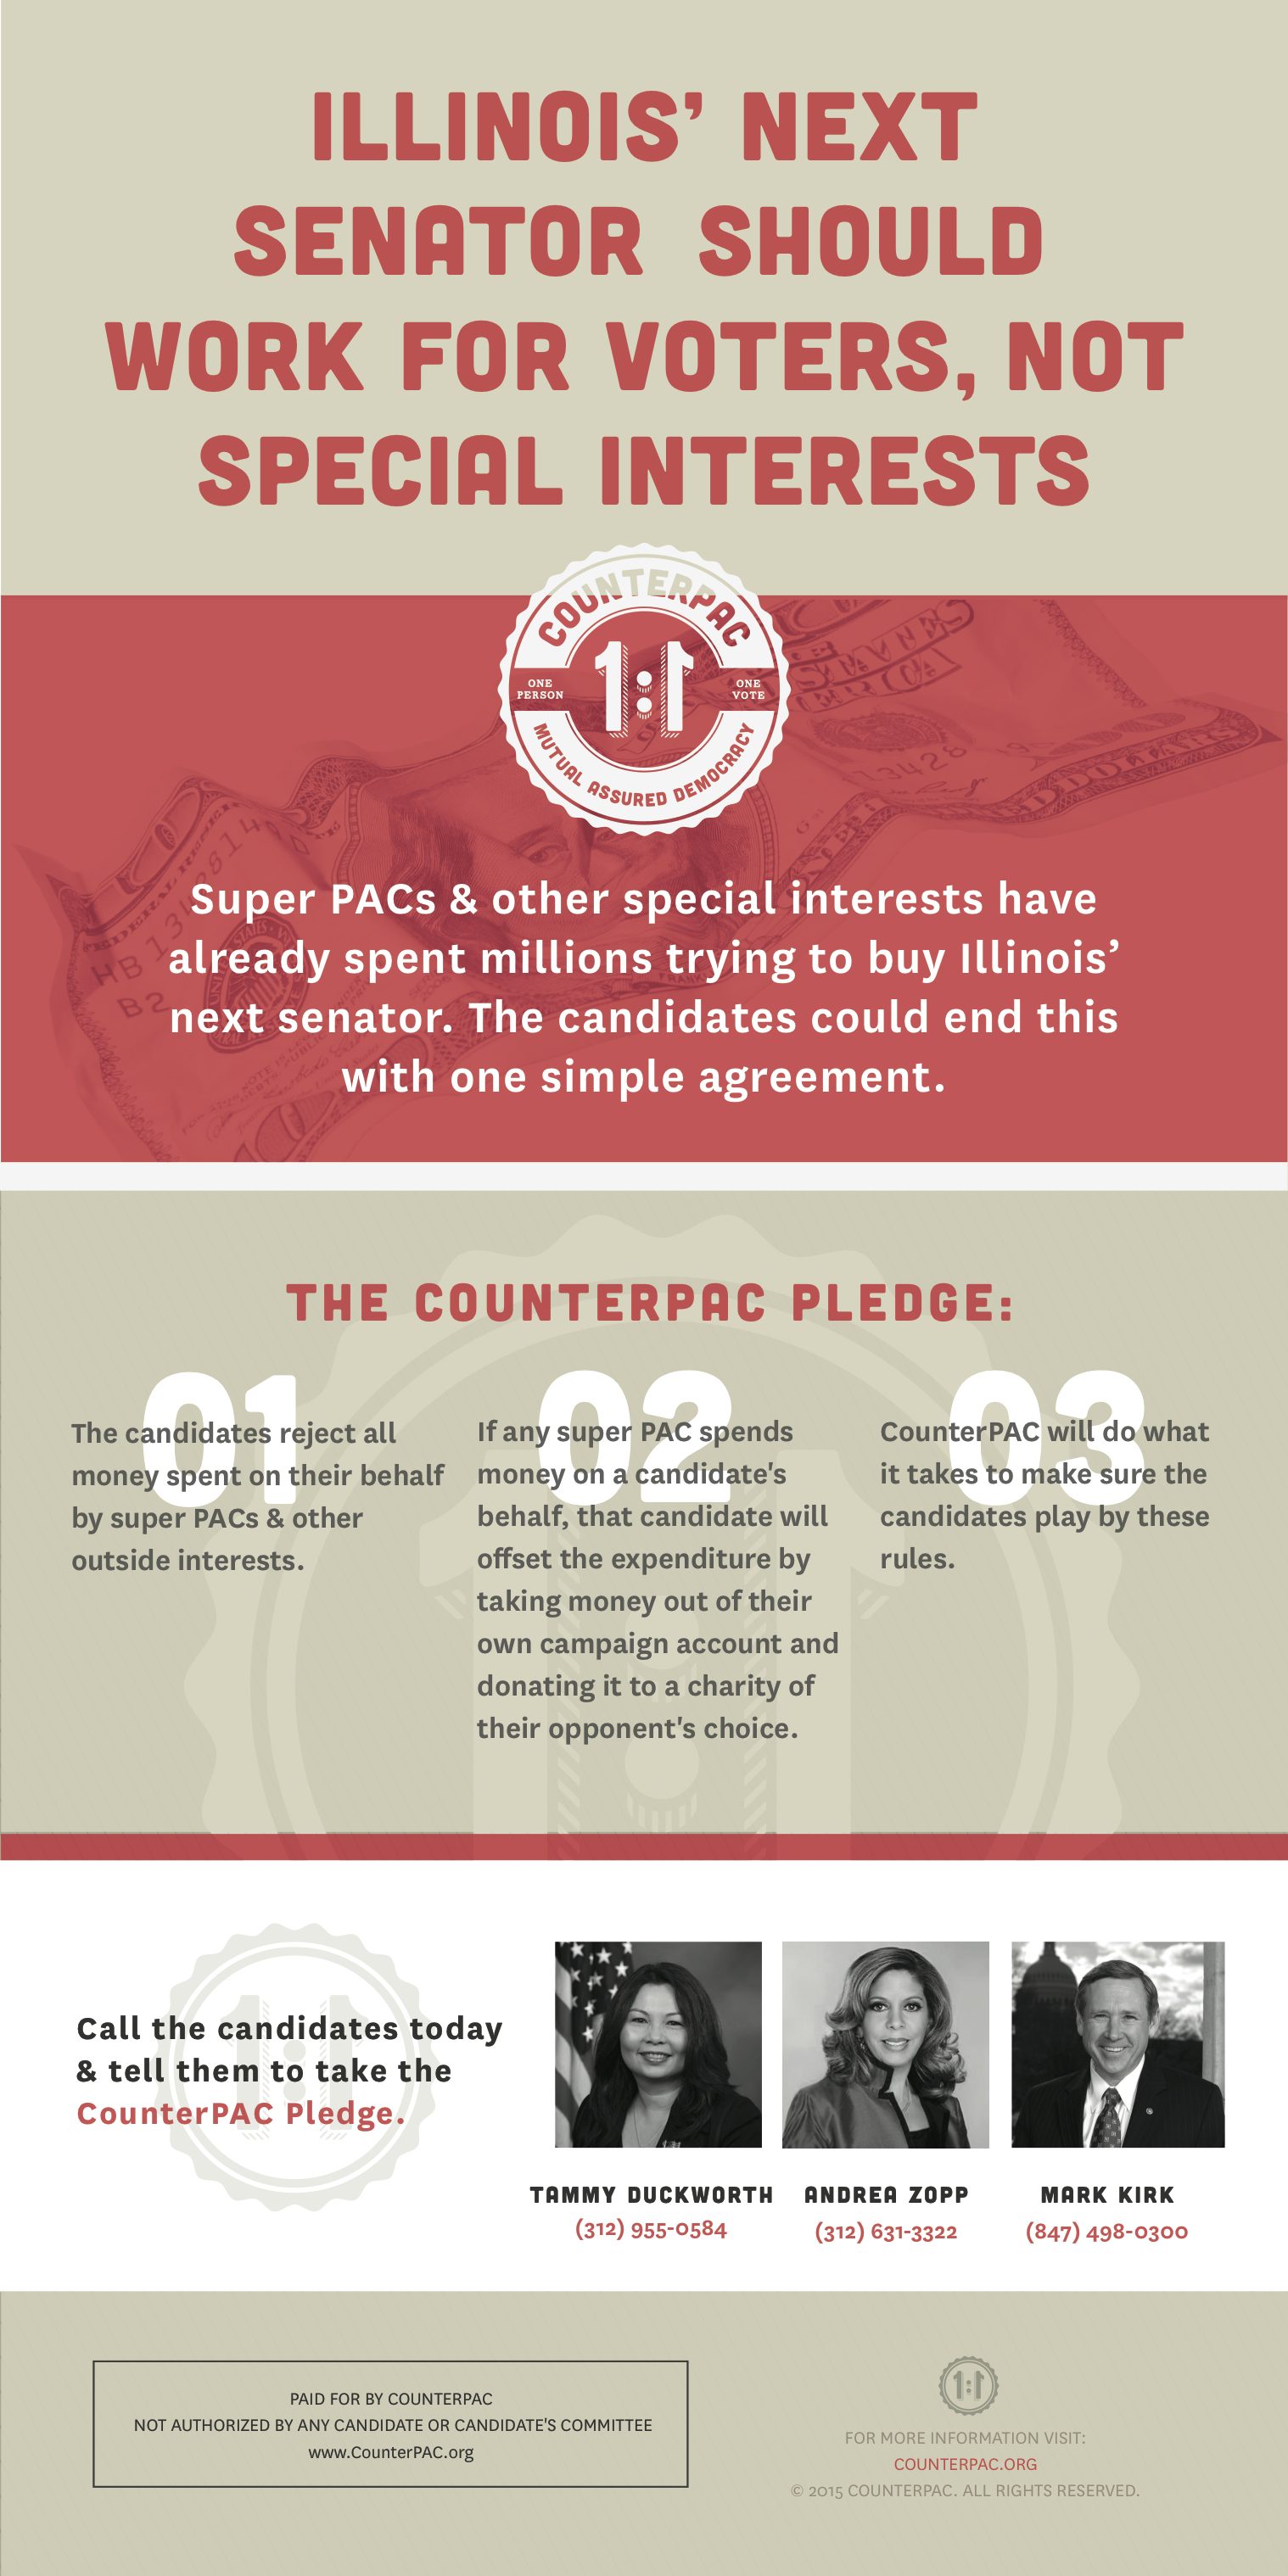 ILLINOIS’ NEXT
SENATOR SHOULD
WORK FOR VOTERS, NOT
SPECIAL INTERESTS
COUNTERPAC
ONE
PERSON
1:1
ONE
VOTE
MUTUAL ASSURED DEMOCRACY
Super PACs & other special interests have
already spent millions trying to buy Illinois’
next senator. The candidates could end this
with one simple agreement.
THE COUNTERPAC PLEDGE:
01
The candidates reject all
money spent on their behalf
by super PACs & other
outside interests.
02
If any super PAC spends
money on a candidate's
behalf, that candidate will
offset the expenditure by
taking money out of their
own campaign account and
donating it to a charity of
their opponent's choice.
03
CounterPAC will do what
it takes to make sure the
candidates play by these
rules.
1:1
Call the candidates today
& tell them to take the
CounterPAC Pledge.
TAMMY DUCKWORTH
(312) 955-0584
ANDREA ZOPP
(312) 631-3322
MARK KIRK
(847) 498-0300
PAID FOR BY COUNTERPAC
NOT AUTHORIZED BY ANY CANDIDATE OR CANDIDATE'S COMMITTEE
www.CounterPAC.org
1:1
FOR MORE INFORMATION VISIT:
COUNTERPAC.ORG
© 2015 COUNTERPAC. ALL RIGHTS RESERVED.